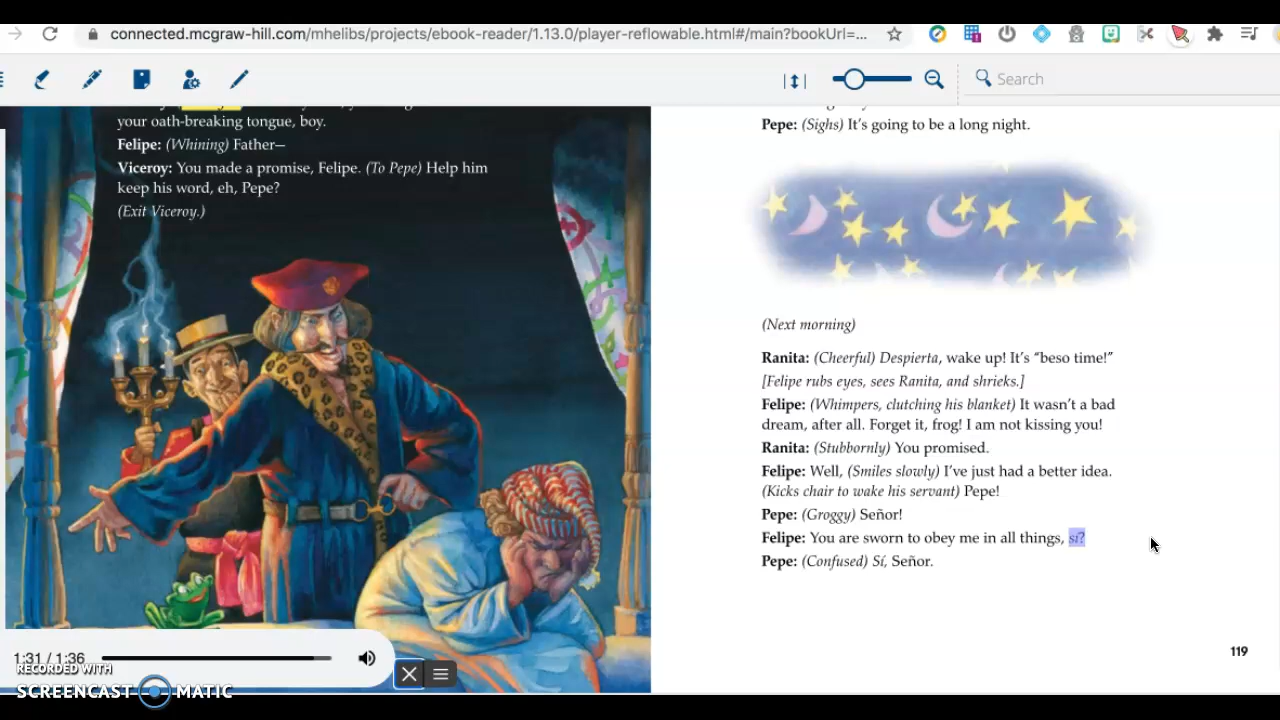 connected.mcgraw-hill.com/mhelibs/projects/ebook-reader/1.13.0/player-reflowable.html#/main?bookUrl=...
Search
your oath-breaking tongue, boy.
Felipe: (Whining) Father—
Viceroy: You made a promise, Felipe. (To Pepe) Help him
keep his word, eh, Pepe?
(Exit Viceroy.)
Pepe: (Sighs) It's going to be a long night.
(Next morning)
Ranita: (Cheerful) Despierta, wake up! It's "beso time!"
[Felipe rubs eyes, sees Ranita, and shrieks.]
Felipe: (Whimpers, clutching his blanket) It wasn't a bad
dream, after all. Forget it, frog! I am not kissing you!
Ranita: (Stubbornly) You promised.
Felipe: Well, (Smiles slowly) I've just had a better idea.
(Kicks chair to wake his servant) Pepe!
Pepe: (Groggy) Señor!
Felipe: You are sworn to obey me in all things, sí?
Pepe: (Confused) Sí, Señor.
119
1:31 / 1:36
RECORDED WITH
SCREENCAST MATIC